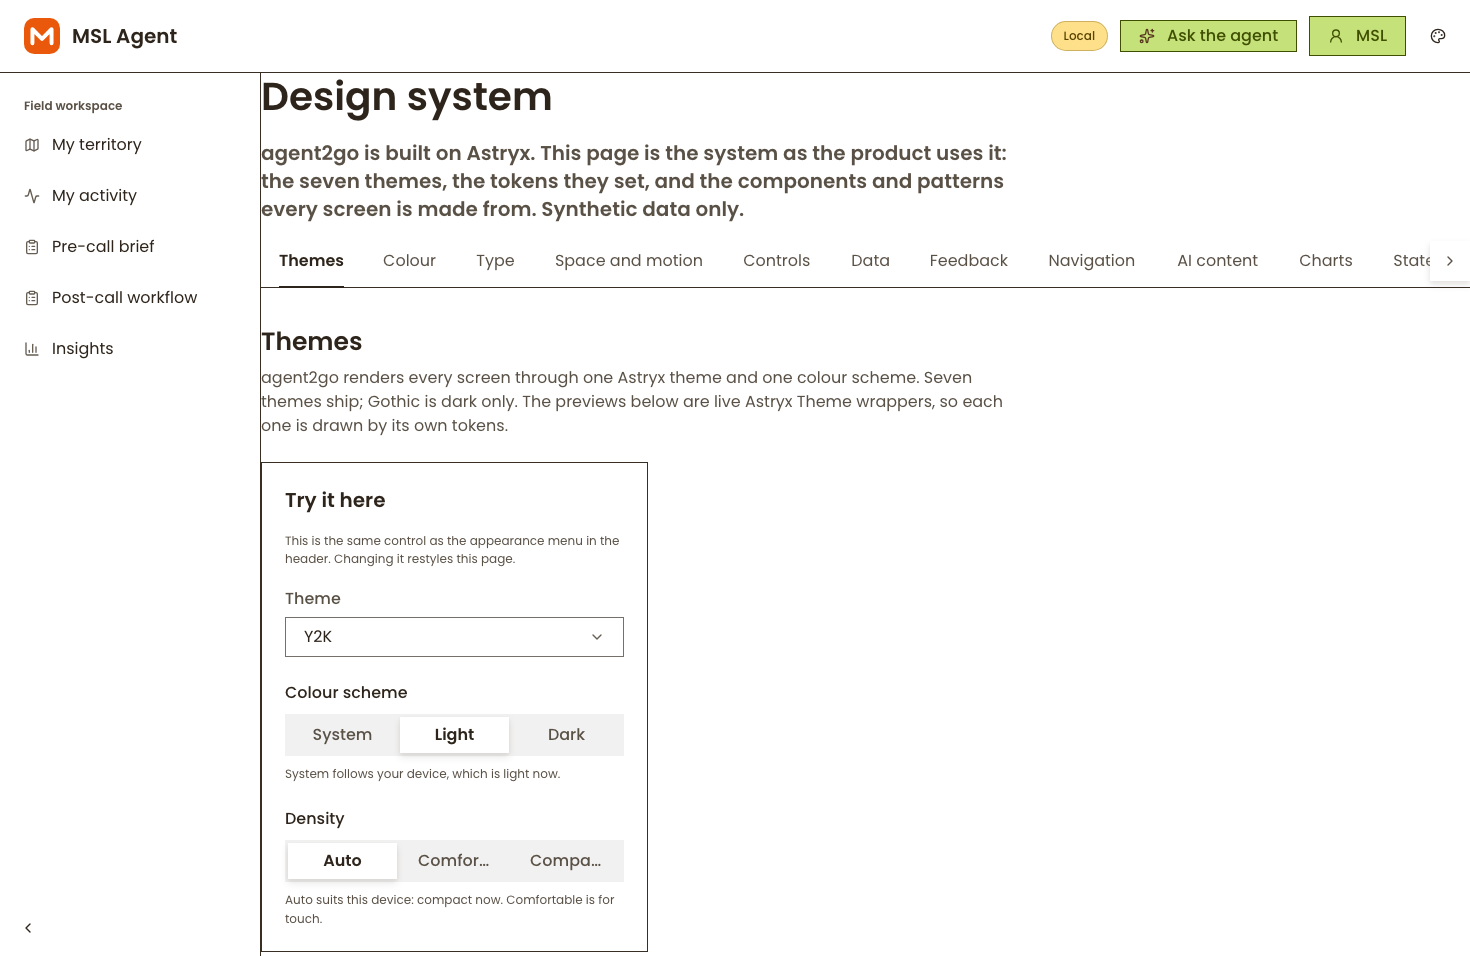 MSL Agent
Local
Ask the agent
MSL
Field workspace
My territory
My activity
Pre-call brief
Post-call workflow
Insights
Design system
agent2go is built on Astryx. This page is the system as the product uses it:
the seven themes, the tokens they set, and the components and patterns
every screen is made from. Synthetic data only.
Themes
Colour
Type
Space and motion
Controls
Data
Feedback
Navigation
AI content
Charts
State
Themes
agent2go renders every screen through one Astryx theme and one colour scheme. Seven
themes ship; Gothic is dark only. The previews below are live Astryx Theme wrappers, so each
one is drawn by its own tokens.
Try it here
This is the same control as the appearance menu in the
header. Changing it restyles this page.
Theme
Y2K
Colour scheme
System
Light
Dark
System follows your device, which is light now.
Density
Auto
Comfor...
Compa...
Auto suits this device: compact now. Comfortable is for
touch.